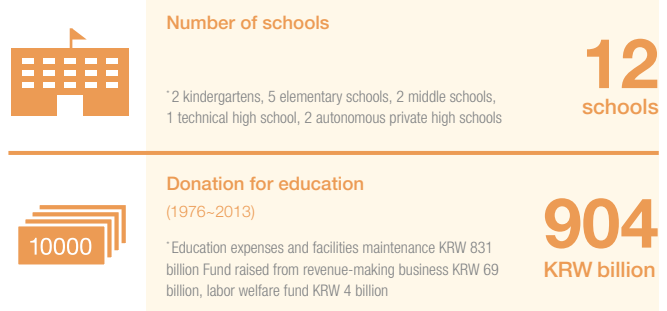 Number of schools
12
schools
*2 kindergartens, 5 elementary schools, 2 middle schools,
1 technical high school, 2 autonomous private high schools
10000
Donation for education
(1976~2013)
904
KRW billion
*Education expenses and facilities maintenance KRW 831
billion Fund raised from revenue-making business KRW 69
billion, labor welfare fund KRW 4 billion